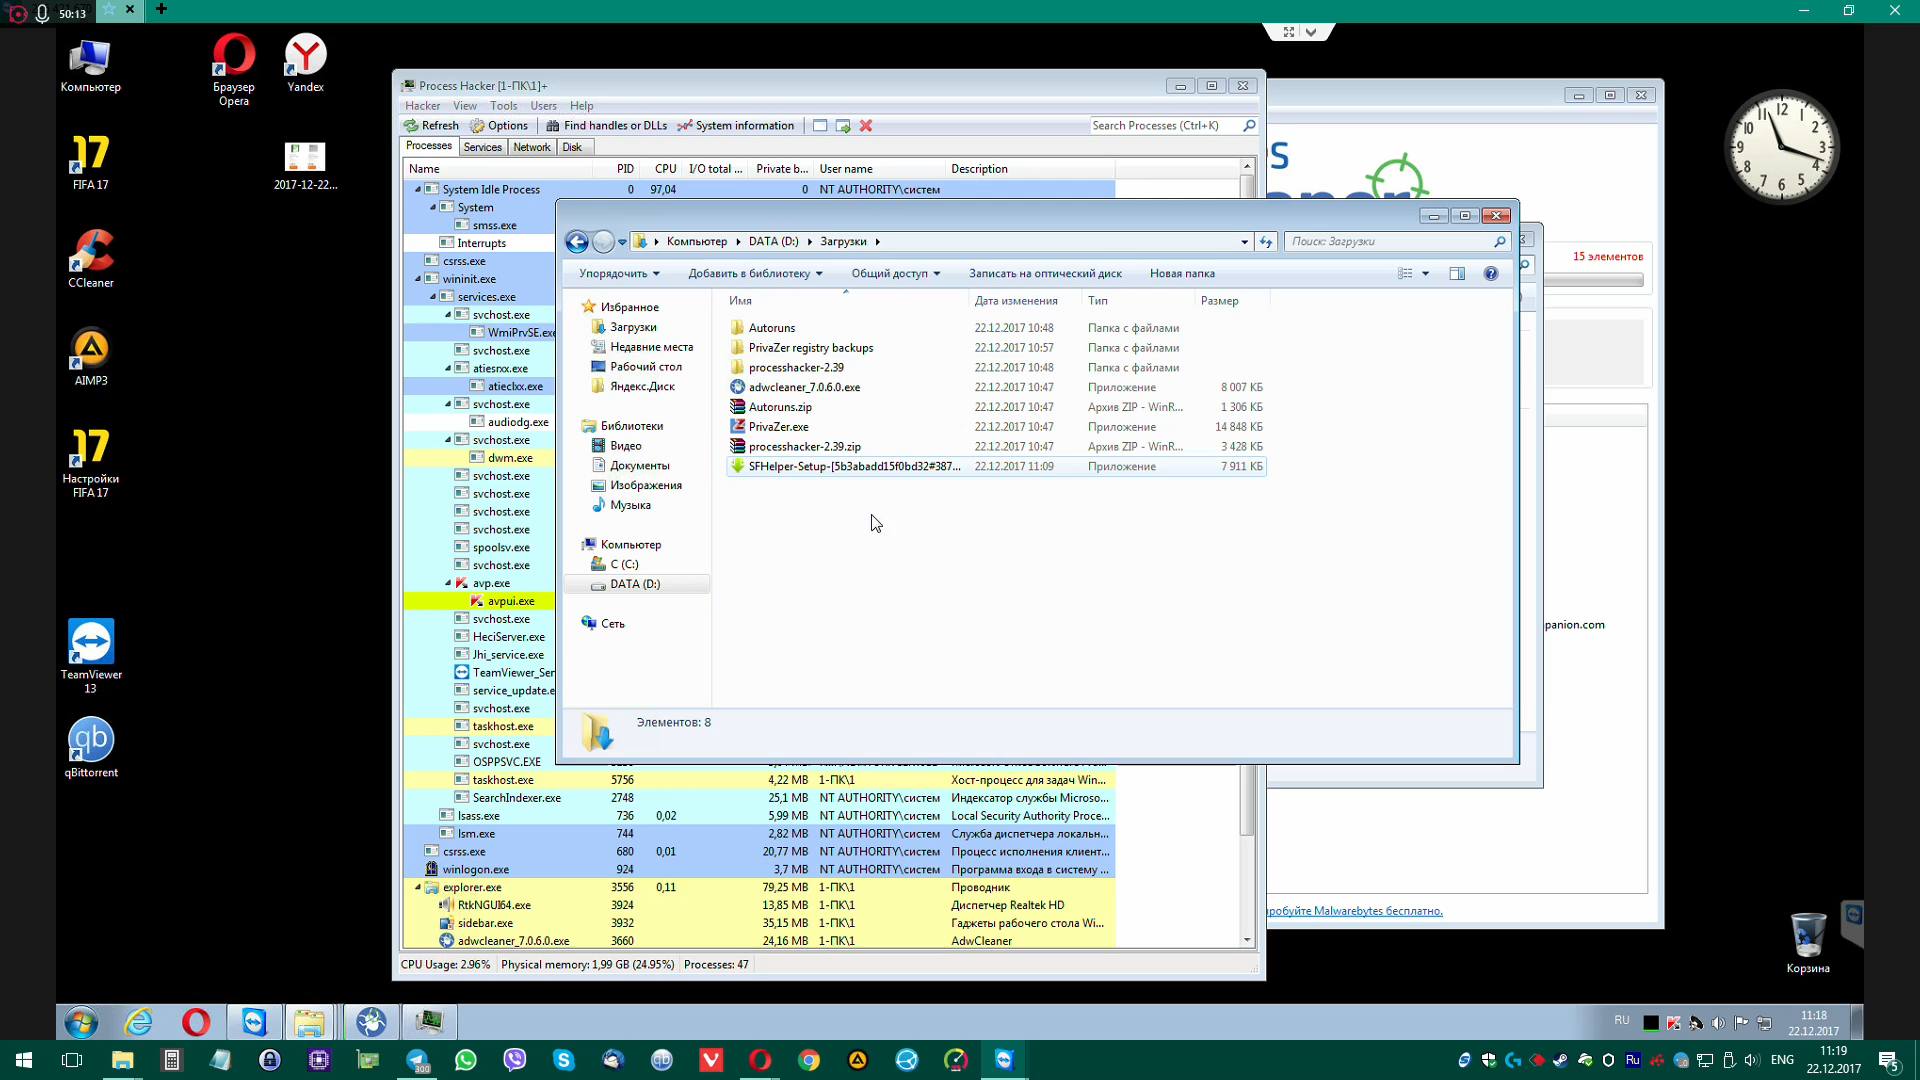 50:13
Компьютер
Браузер
Opera
Yandex
FIFA 17
2017-12-22...
CCleaner
AIMP3
Настройки
FIFA 17
TeamViewer
13
qBittorrent
Корзина
Process Hacker [1-ПК\1]+
Hacker View Tools Users Help
Refresh Options Find handles or DLLs System information Search Processes (Ctrl+K)
Processes Services Network Disk
Name PID CPU I/O total ... Private b... User name Description
System Idle Process 0 97,04 0 NT AUTHORITY\систем
System
smss.exe
Interrupts
csrss.exe
wininit.exe
services.exe
svchost.exe
WmiPrvSE.exe
svchost.exe
atiesrxx.exe
atieclxx.exe
svchost.exe
audiodg.exe
svchost.exe
dwm.exe
svchost.exe
svchost.exe
svchost.exe
svchost.exe
spoolsv.exe
svchost.exe
avp.exe
avpui.exe
svchost.exe
HeciServer.exe
Jhi_service.exe
TeamViewer_Ser
service_update.e
svchost.exe
taskhost.exe
svchost.exe
OSPPSVC.EXE
taskhost.exe 5756 4,22 MB 1-ПК\1 Хост-процесс для задач Win...
SearchIndexer.exe 2748 25,1 MB NT AUTHORITY\систем Индексатор службы Microso...
lsass.exe 736 0,02 5,99 MB NT AUTHORITY\систем Local Security Authority Proce...
lsm.exe 744 2,82 MB NT AUTHORITY\систем Служба диспетчера локальн...
csrss.exe 680 0,01 20,77 MB NT AUTHORITY\систем Процесс исполнения клиент...
winlogon.exe 924 3,7 MB NT AUTHORITY\систем Программа входа в систему ...
explorer.exe 3556 0,11 79,25 MB 1-ПК\1 Проводник
RtkNGUI64.exe 3924 13,85 MB 1-ПК\1 Диспетчер Realtek HD
sidebar.exe 3932 35,15 MB 1-ПК\1 Гаджеты рабочего стола Wi...
adwcleaner_7.0.6.0.exe 3660 24,16 MB 1-ПК\1 AdwCleaner
CPU Usage: 2.96% Physical memory: 1,99 GB (24.95%) Processes: 47
Компьютер DATA (D:) Загрузки Поиск: Загрузки
Упорядочить Добавить в библиотеку Общий доступ Записать на оптический диск Новая папка
Избранное
Загрузки
Недавние места
Рабочий стол
Яндекс.Диск
Библиотеки
Видео
Документы
Изображения
Музыка
Компьютер
C (C:)
DATA (D:)
Сеть
Имя Дата изменения Тип Размер
Autoruns 22.12.2017 10:48 Папка с файлами
PrivaZer registry backups 22.12.2017 10:57 Папка с файлами
processhacker-2.39 22.12.2017 10:48 Папка с файлами
adwcleaner_7.0.6.0.exe 22.12.2017 10:47 Приложение 8 007 КБ
Autoruns.zip 22.12.2017 10:47 Архив ZIP - WinR... 1 306 КБ
PrivaZer.exe 22.12.2017 10:47 Приложение 14 848 КБ
processhacker-2.39.zip 22.12.2017 10:47 Архив ZIP - WinR... 3 428 КБ
SFHelper-Setup-[5b3abadd15f0bd32#387... 22.12.2017 11:09 Приложение 7 911 КБ
Элементов: 8
15 элементов
panion.com
робуйте Malwarebytes бесплатно.
12 1 2 3 4 5 6 7 8 9 10 11
RU 11:18
22.12.2017
300
Ru ENG 11:19
22.12.2017
5